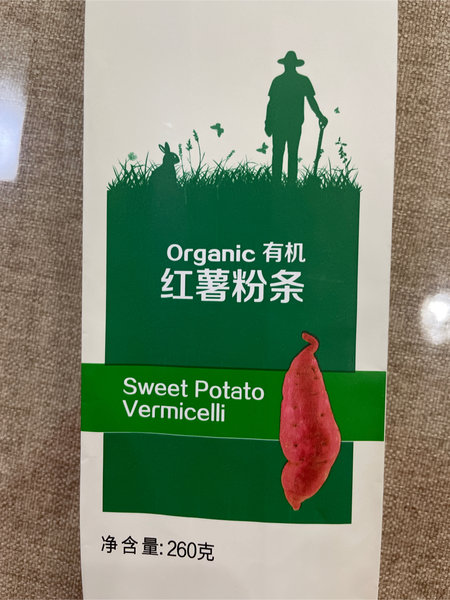 Organic 有机
红薯粉条
Sweet Potato
Vermicelli
净含量: 260克